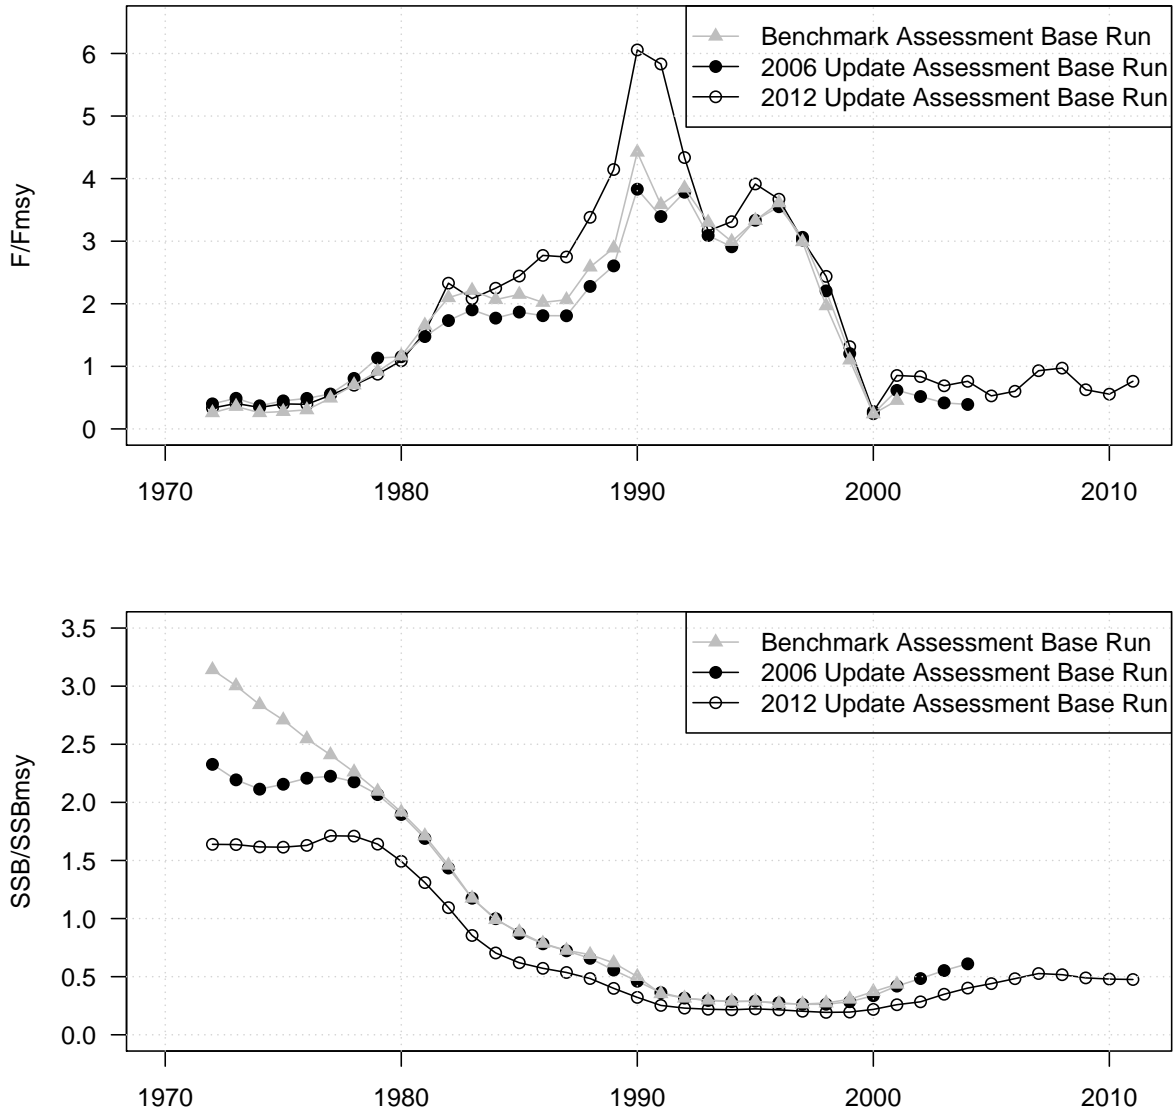 F/Fmsy
6
5
4
3
2
1
0
Benchmark Assessment Base Run
2006 Update Assessment Base Run
2012 Update Assessment Base Run
1970 1980 1990 2000 2010
SSB/SSBmsy
3.5
3.0
2.5
2.0
1.5
1.0
0.5
0.0
Benchmark Assessment Base Run
2006 Update Assessment Base Run
2012 Update Assessment Base Run
1970 1980 1990 2000 2010